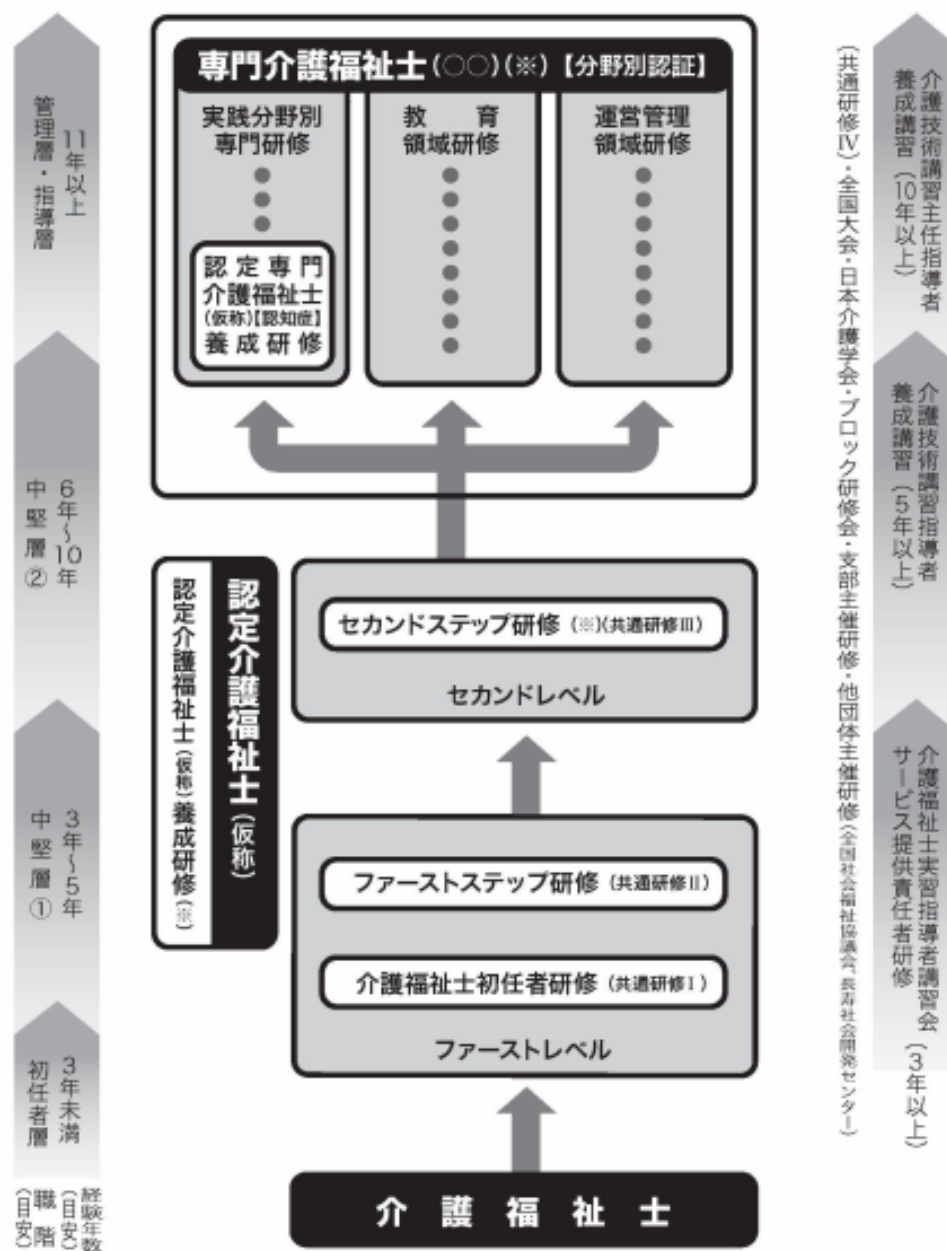 専門介護福祉士(○○)(※)【分野別認証】
実践分野別
専門研修
認定専門
介護福祉士
(仮称)【認知症】
養成研修
教育
領域研修
運営管理
領域研修
セカンドステップ研修(※)(共通研修Ⅲ)
セカンドレベル
認定介護福祉士(仮称)
認定介護福祉士(仮称)養成研修(※)
ファーストステップ研修(共通研修Ⅱ)
介護福祉士初任者研修(共通研修Ⅰ)
ファーストレベル
介護福祉士
11年以上
管理層・指導層
6年～10年
中堅層②
3年～5年
中堅層①
3年未満
初任者層
経験年数
(目安)
職階
(目安)
(共通研修Ⅳ)・全国大会・日本介護学会・ブロック研修会・支部主催研修・他団体主催研修(全国社会福祉協議会、長寿社会開発センター)
介護技術講習主任指導者
養成講習(10年以上)
介護技術講習指導者
養成講習(5年以上)
介護福祉士実習指導者講習会
サービス提供責任者研修
(3年以上)